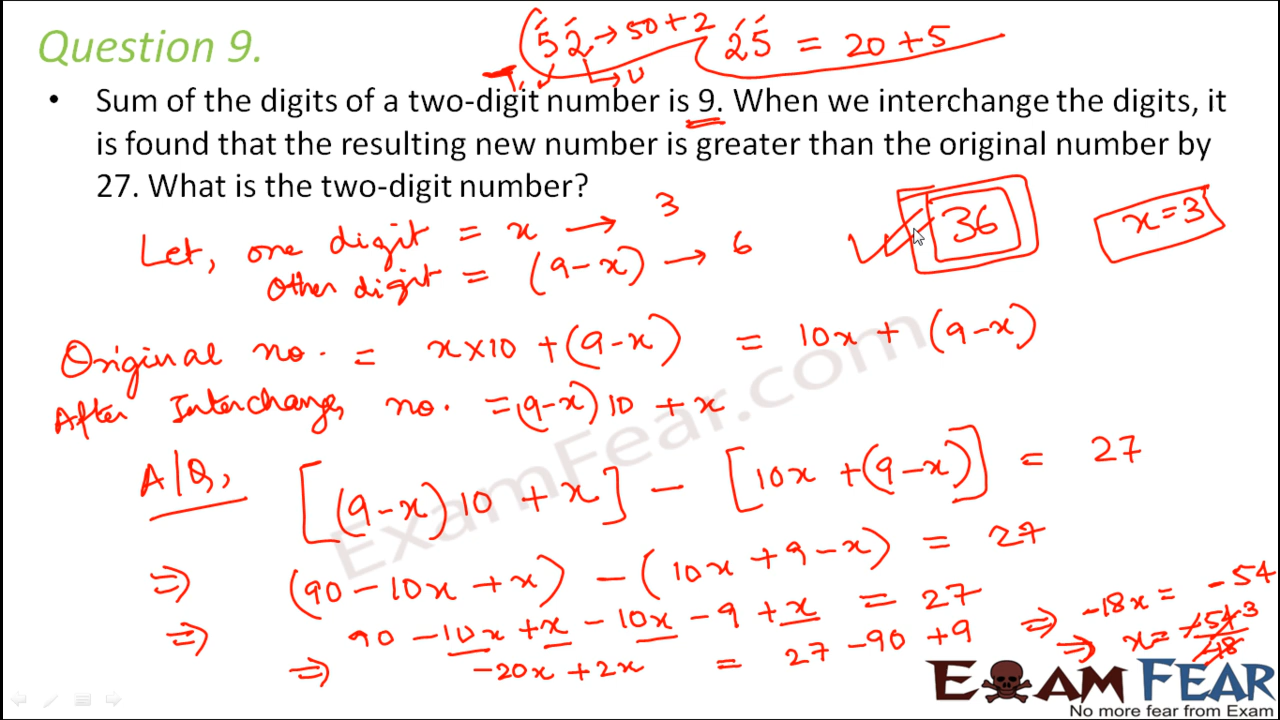 Question 9.
(52 → 50+2 25 = 20+5
T. U
• Sum of the digits of a two-digit number is 9. When we interchange the digits, it
is found that the resulting new number is greater than the original number by
27. What is the two-digit number?
Let, one digit = x → 3
Other digit = (9-x) → 6
36
x=3
Original no. = x×10 + (9-x) = 10x + (9-x)
After Interchange, no. = (9-x)10 + x
A/Q, [(9-x)10 + x] - [10x + (9-x)] = 27
⇒ (90-10x+x) - (10x+9-x) = 27
⇒ 90-10x+x-10x-9+x = 27
⇒ -20x+2x = 27-90+9
⇒ -18x = -54
⇒ x = -54/-18 3
ExamFear.com
EXAM FEAR
No more fear from Exam